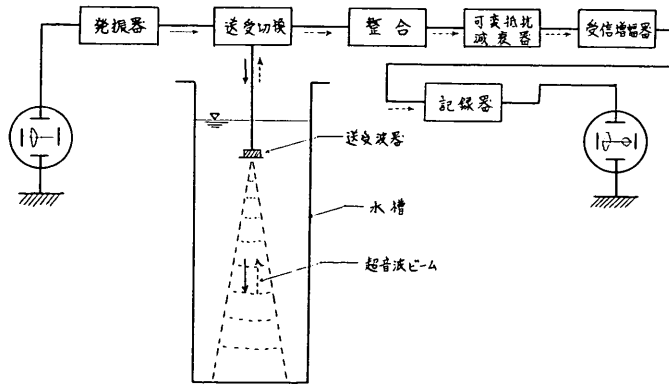 発振器
送受切換
整合
可変抵抗
減衰器
受信増幅器
記録器
送受波器
水槽
超音波ビーム